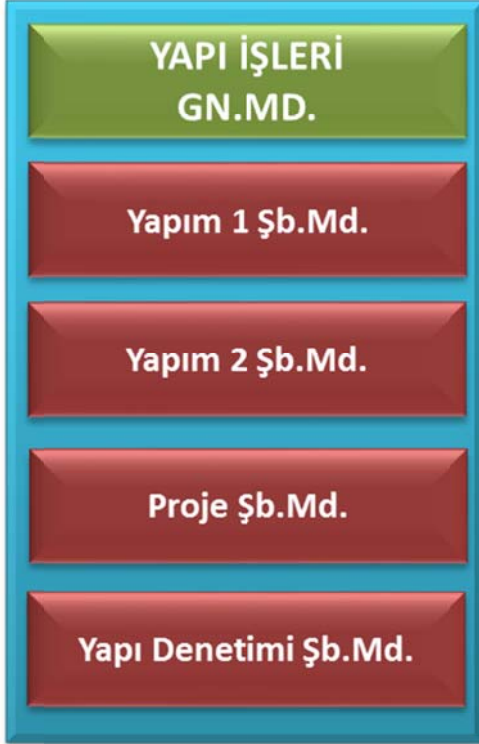 YAPI İŞLERİ
GN.MD.
Yapım 1 Şb.Md.
Yapım 2 Şb.Md.
Proje Şb.Md.
Yapı Denetimi Şb.Md.